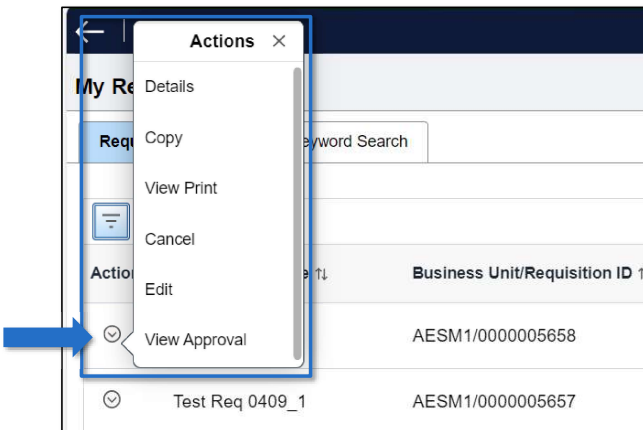 Actions ×
My Re
Details
Requ
Copy
eyword Search
View Print
Cancel
Actio
e ↑↓
Business Unit/Requisition ID
Edit
View Approval
AESM1/0000005658
Test Req 0409_1
AESM1/0000005657